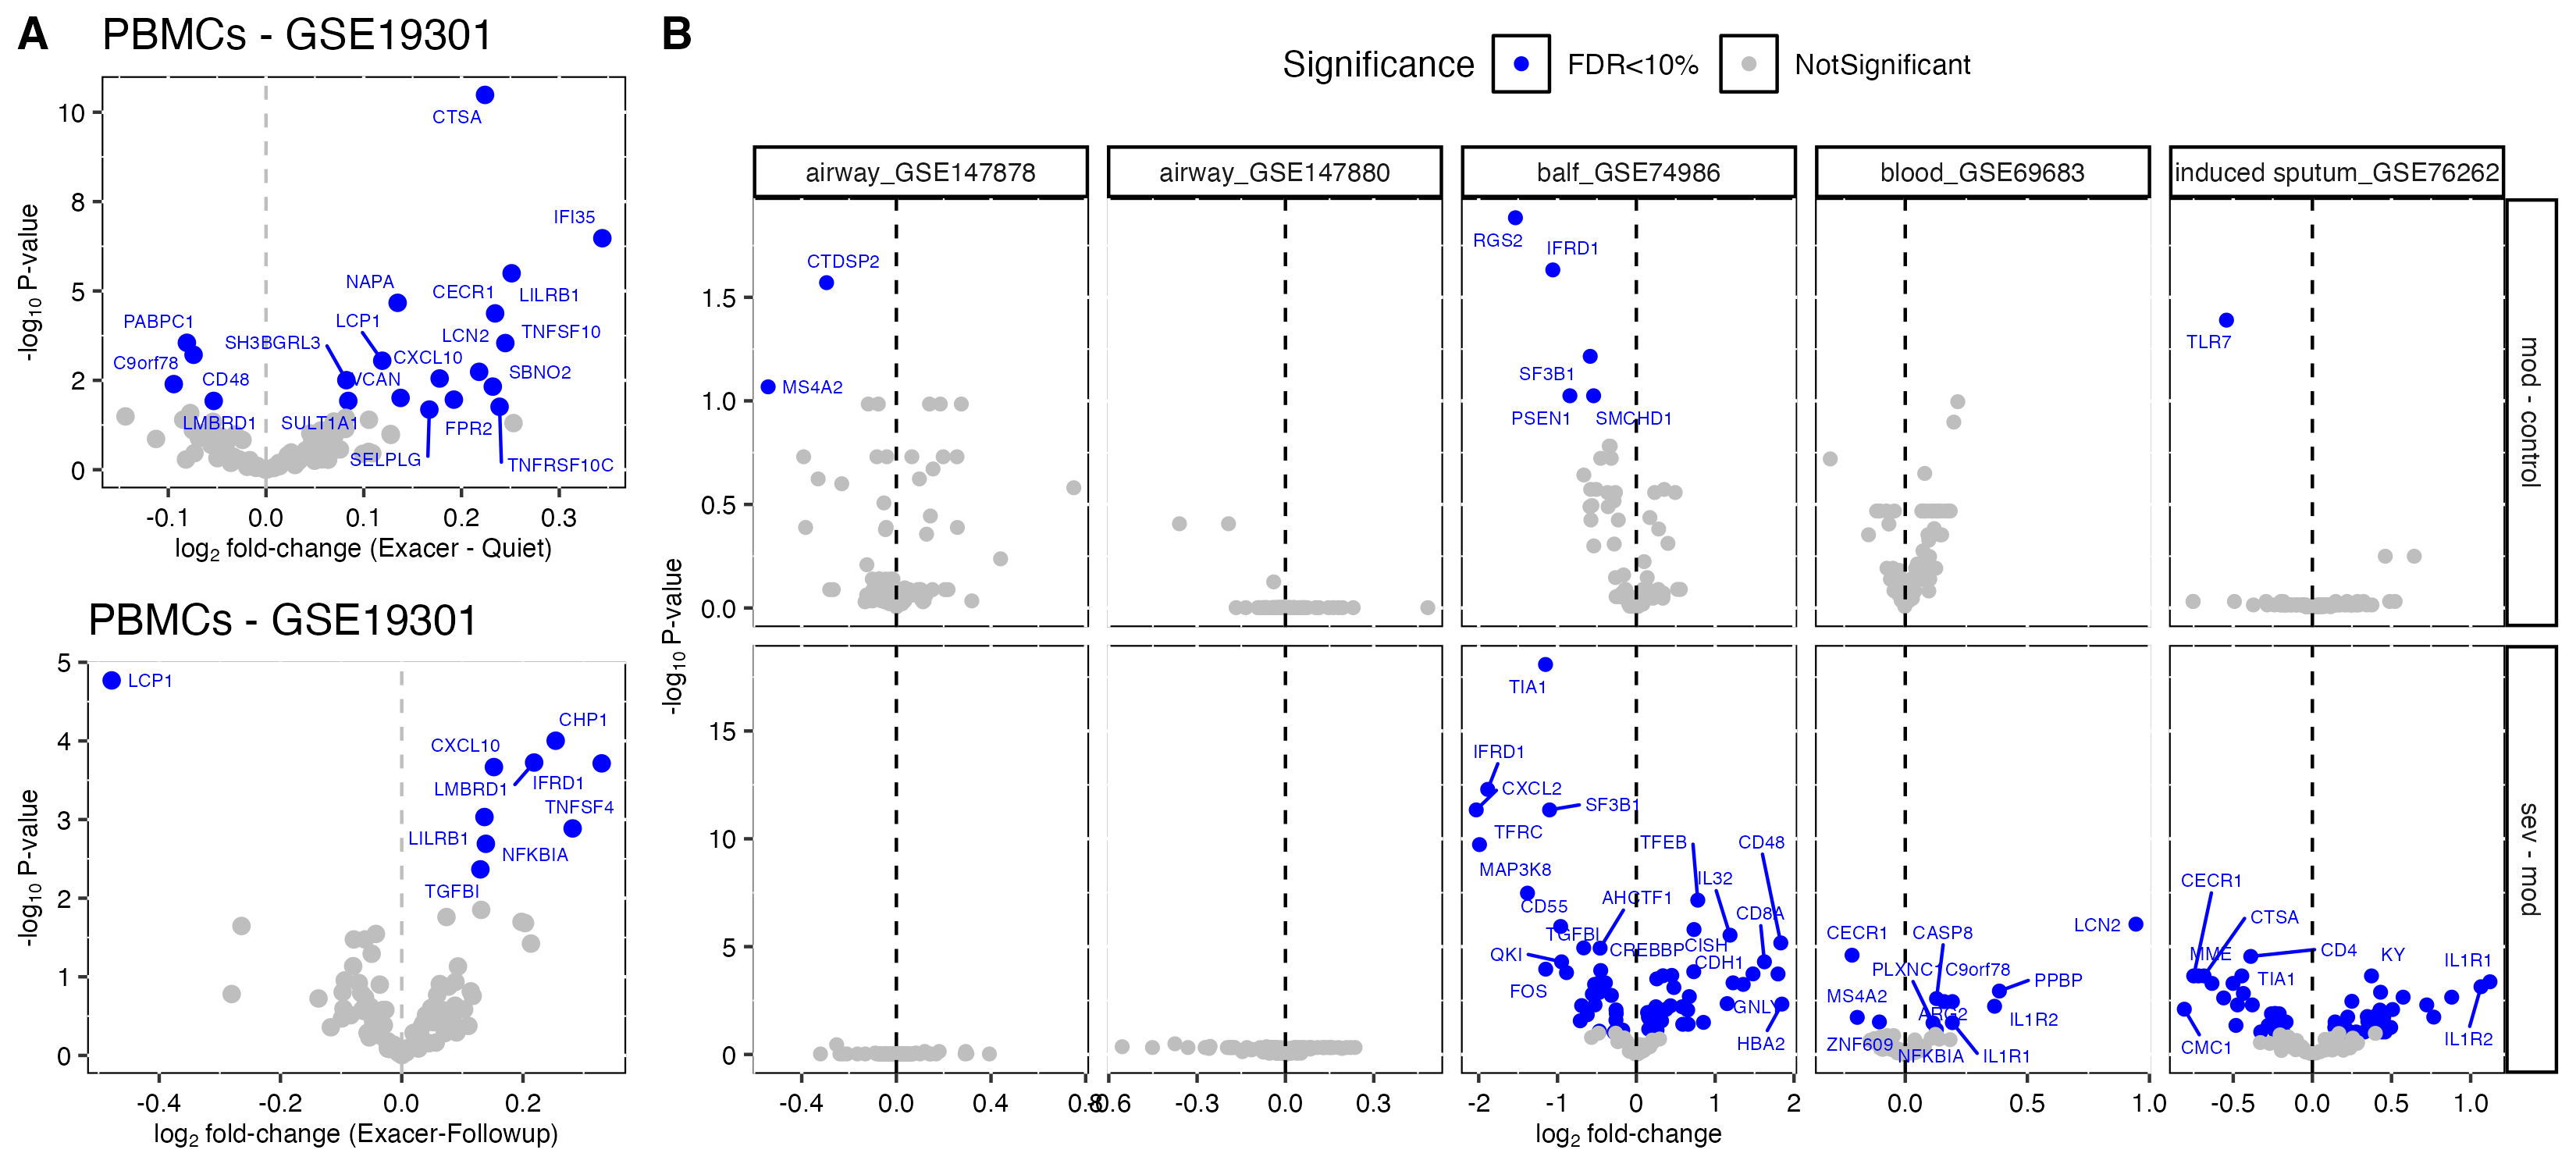 A
PBMCs - GSE19301
10
8
5
2
0
-log10 P-value
CTSA
IFI35
NAPA
CECR1
LILRB1
PABPC1
LCP1
LCN2
TNFSF10
SH3BGRL3
CXCL10
C9orf78
CD48
VCAN
SBNO2
LMBRD1
SULT1A1
FPR2
SELPLG
TNFRSF10C
-0.1
0.0
0.1
0.2
0.3
log2 fold-change (Exacer - Quiet)
PBMCs - GSE19301
5
4
3
2
1
0
-log10 P-value
LCP1
CHP1
CXCL10
LMBRD1
IFRD1
TNFSF4
LILRB1
NFKBIA
TGFBI
-0.4
-0.2
0.0
0.2
log2 fold-change (Exacer-Followup)
B
Significance
FDR<10%
NotSignificant
airway_GSE147878
airway_GSE147880
balf_GSE74986
blood_GSE69683
induced sputum_GSE76262
mod - control
sev - mod
-log10 P-value
1.5
1.0
0.5
0.0
CTDSP2
MS4A2
RGS2
IFRD1
SF3B1
PSEN1
SMCHD1
TLR7
15
10
5
0
TIA1
IFRD1
CXCL2
SF3B1
TFRC
MAP3K8
TFEB
CD48
IL32
CD55
AHCTF1
CD8A
TGFBI
CREBBP
CISH
QKI
CDH1
FOS
GNLY
HBA2
CECR1
CASP8
LCN2
PLXNC1
C9orf78
PPBP
MS4A2
ARG2
IL1R2
ZNF609
NFKBIA
IL1R1
CECR1
CTSA
MME
CD4
KY
IL1R1
TIA1
CMC1
IL1R2
-0.4
0.0
0.4
0.8
-0.6
-0.3
0.0
0.3
-2
-1
0
1
2
0.0
0.5
1.0
-0.5
0.0
0.5
1.0
log2 fold-change